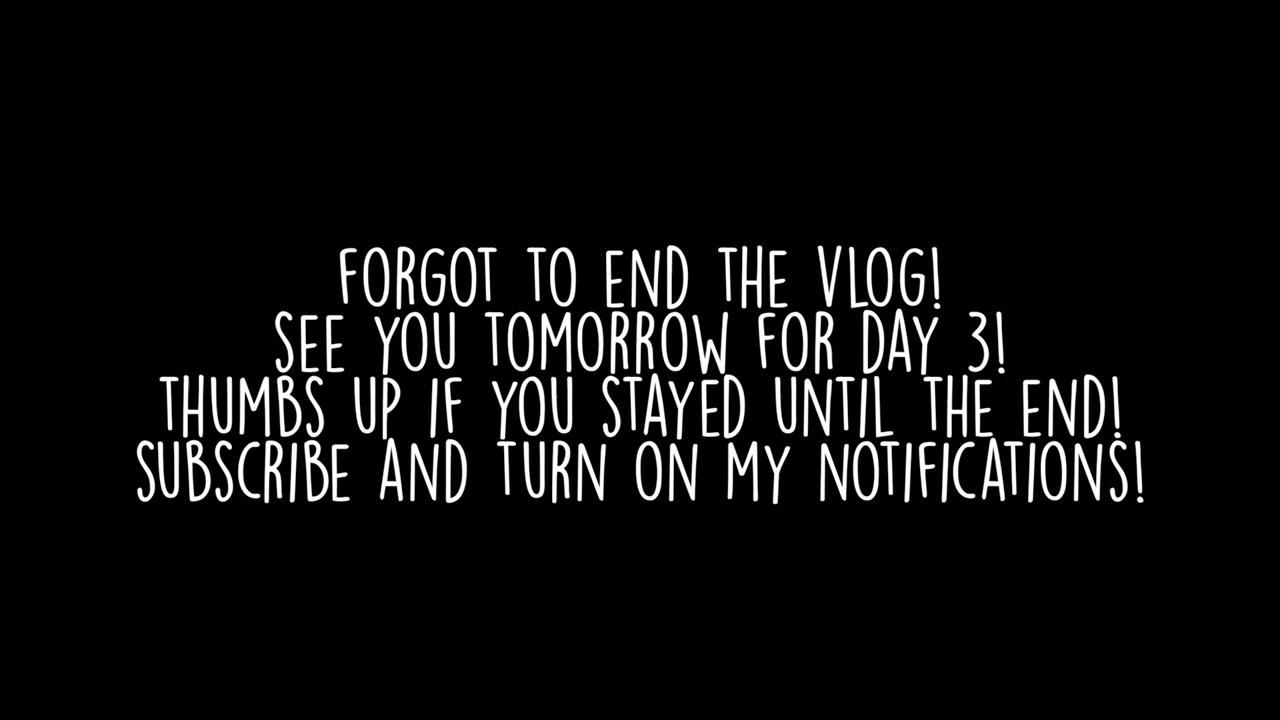 FORGOT TO END THE VLOG!
SEE YOU TOMORROW FOR DAY 3!
THUMBS UP IF YOU STAYED UNTIL THE END!
SUBSCRIBE AND TURN ON MY NOTIFICATIONS!